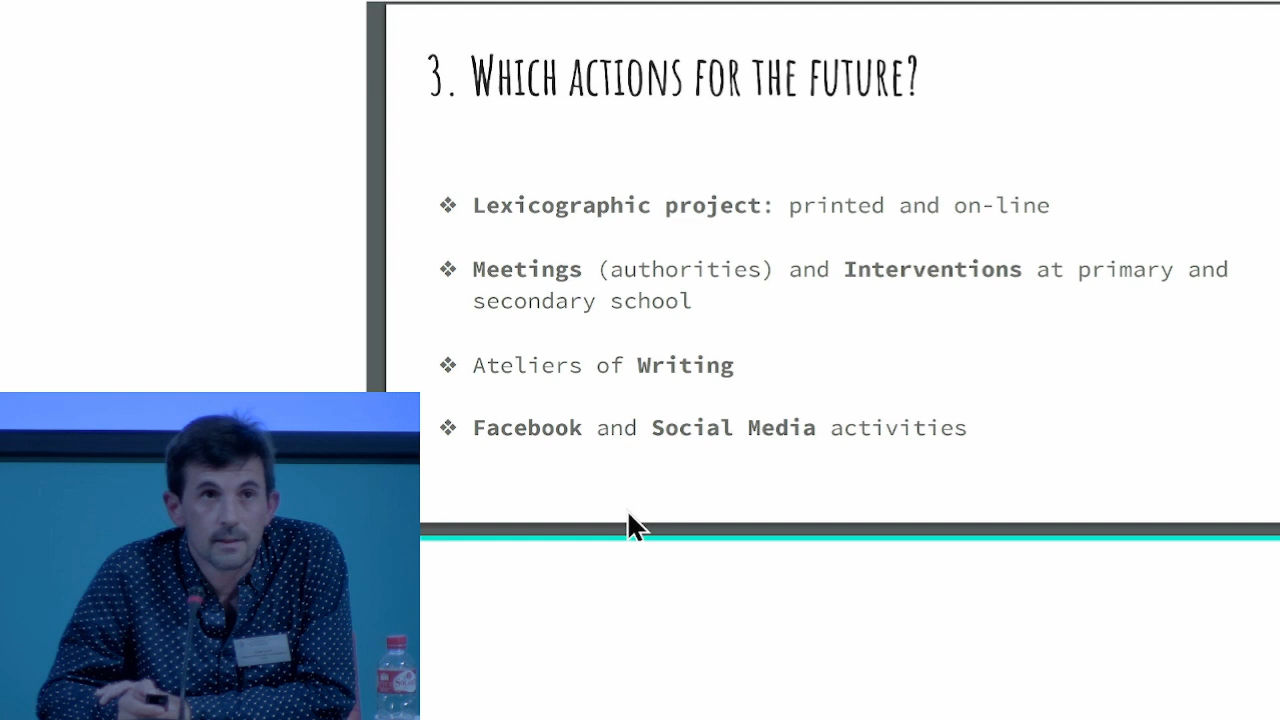 3. Which actions for the future?
❖ Lexicographic project: printed and on-line
❖ Meetings (authorities) and Interventions at primary and
secondary school
❖ Ateliers of Writing
❖ Facebook and Social Media activities